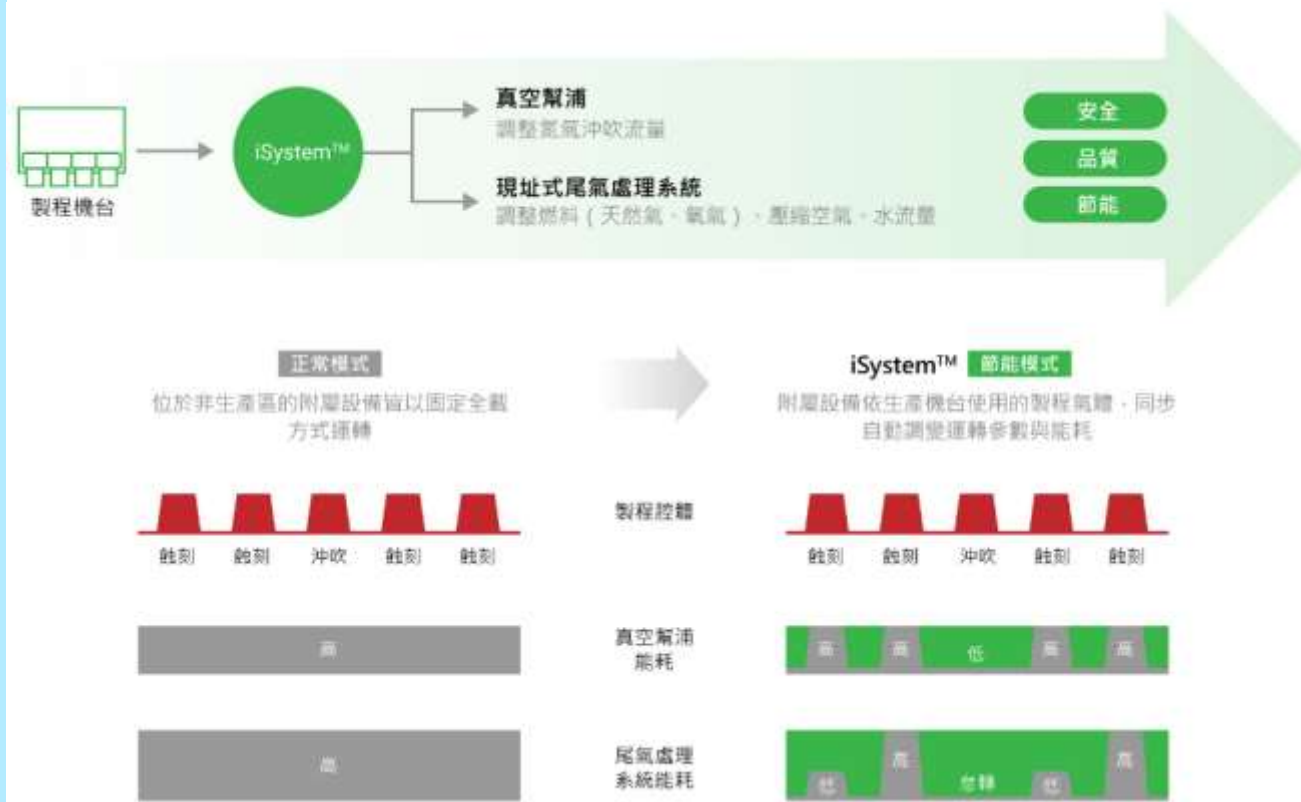 製程機台
iSystem™
真空幫浦
調整氮氣沖吹流量
現址式尾氣處理系統
調整燃料(天然氣、氧氣)、壓縮空氣、水流量
安全
品質
節能
正常模式
位於非生產區的附屬設備皆以固定全載
方式運轉
iSystem™ 節能模式
附屬設備依生產機台使用的製程氣體,同步
自動調變運轉參數與能耗
製程腔體
蝕刻 蝕刻 沖吹 蝕刻 蝕刻
蝕刻 蝕刻 沖吹 蝕刻 蝕刻
高
真空幫浦
能耗
高 高 低 高 高
高
尾氣處理
系統能耗
低 高 怠轉 低 高